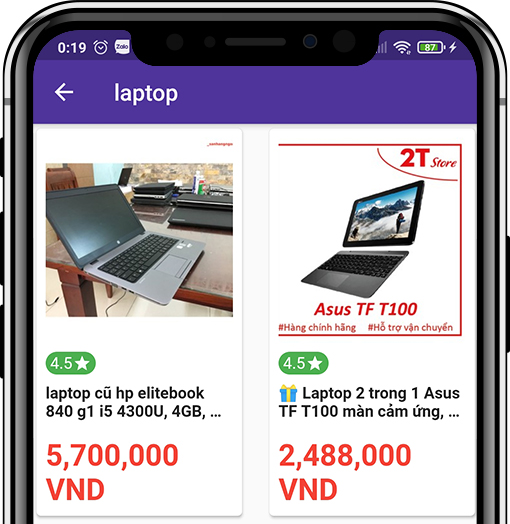 0:19 Zalo 87
laptop
2T Store
Asus TF T100
#Hàng chính hãng #Hỗ trợ vận chuyển
4.5
laptop cũ hp elitebook
840 g1 i5 4300U, 4GB, ...
5,700,000
VND
4.5
Laptop 2 trong 1 Asus
TF T100 màn cảm ứng, ...
2,488,000
VND